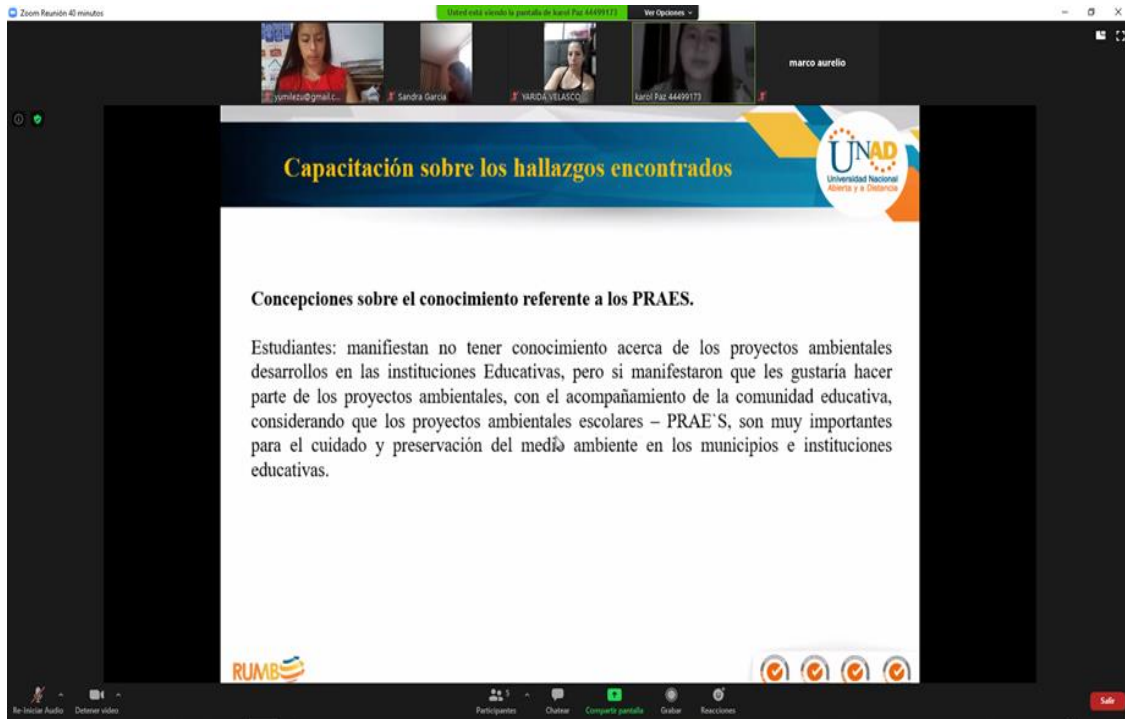 Zoom Reunión 40 minutos
Usted está viendo la pantalla de karol Paz 44499173
Ver Opciones
yumilezu@gmail.c...
Sandra Garcia
YARIDA VELASCO
karol Paz 44499173
marco aurelio
Capacitación sobre los hallazgos encontrados
UNAD
Universidad Nacional
Abierta y a Distancia
Concepciones sobre el conocimiento referente a los PRAES.
Estudiantes: manifiestan no tener conocimiento acerca de los proyectos ambientales
desarrollos en las instituciones Educativas, pero si manifestaron que les gustaría hacer
parte de los proyectos ambientales, con el acompañamiento de la comunidad educativa,
considerando que los proyectos ambientales escolares – PRAE`S, son muy importantes
para el cuidado y preservación del medio ambiente en los municipios e instituciones
educativas.
RUMB
Re-Iniciar Audio
Detener video
Participantes
5
Chatear
Compartir pantalla
Grabar
Reacciones
Salir